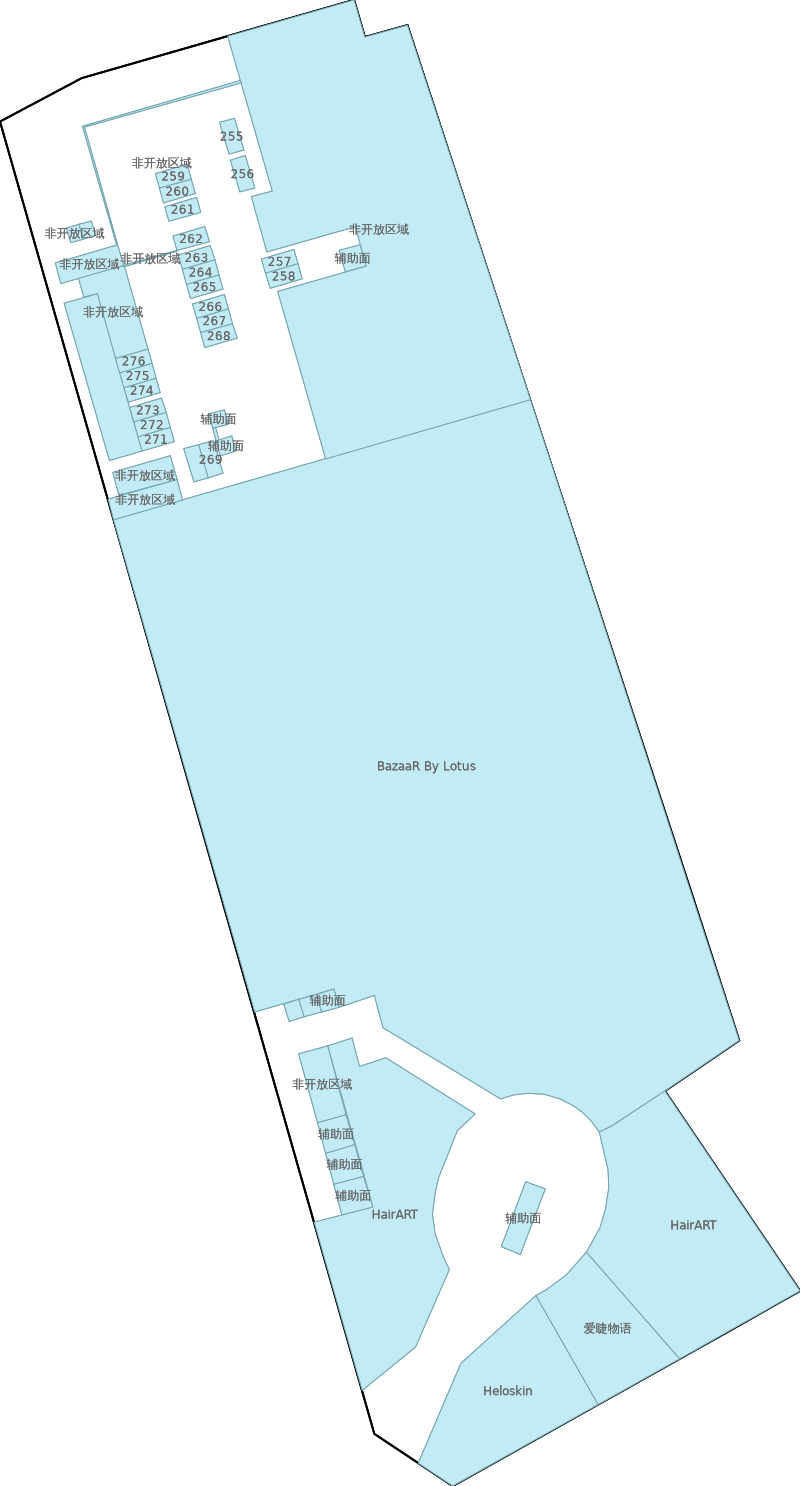 255
非开放区域
256
259
260
261
非开放区域
非开放区域
262
非开放区域
263
非开放区域
辅助面
257
264
258
265
266
非开放区域
267
268
276
275
274
273
辅助面
272
271
辅助面
269
非开放区域
非开放区域
BazaaR By Lotus
辅助面
非开放区域
辅助面
辅助面
辅助面
HairART
辅助面
HairART
爱睫物语
Heloskin